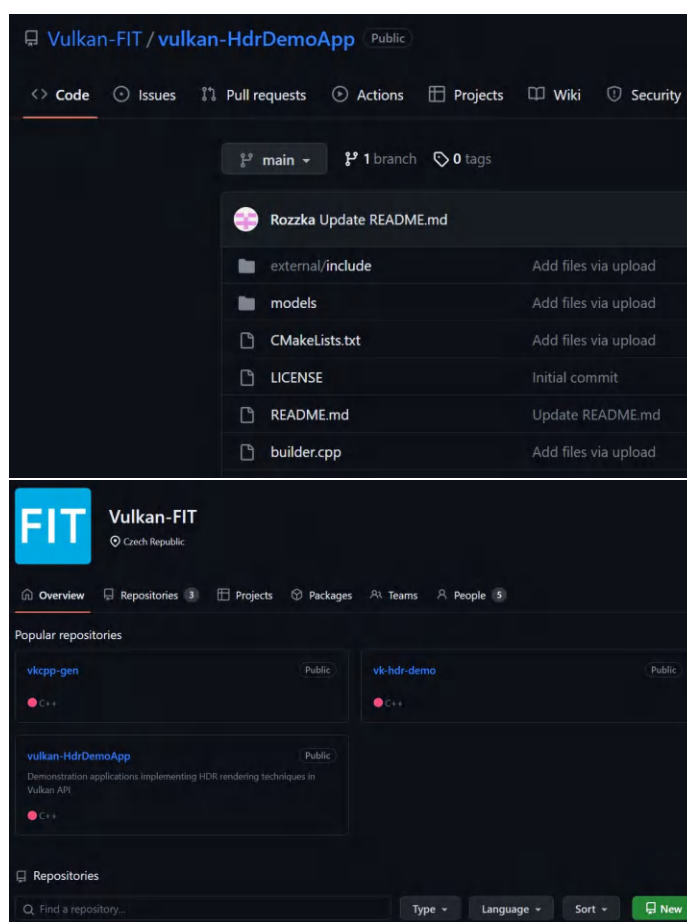 Vulkan-FIT / vulkan-HdrDemoApp Public
<> Code Issues Pull requests Actions Projects Wiki Security
main 1 branch 0 tags
Rozzka Update README.md
external/include Add files via upload
models Add files via upload
CMakeLists.txt Add files via upload
LICENSE Initial commit
README.md Update README.md
builder.cpp Add files via upload
FIT
Vulkan-FIT
Czech Republic
Overview Repositories 3 Projects Packages Teams People 5
Popular repositories
vkcpp-gen Public
C++
vk-hdr-demo Public
C++
vulkan-HdrDemoApp Public
Demonstration applications implementing HDR rendering techniques in
Vulkan API
C++
Repositories
Find a repository...
Type Language Sort New